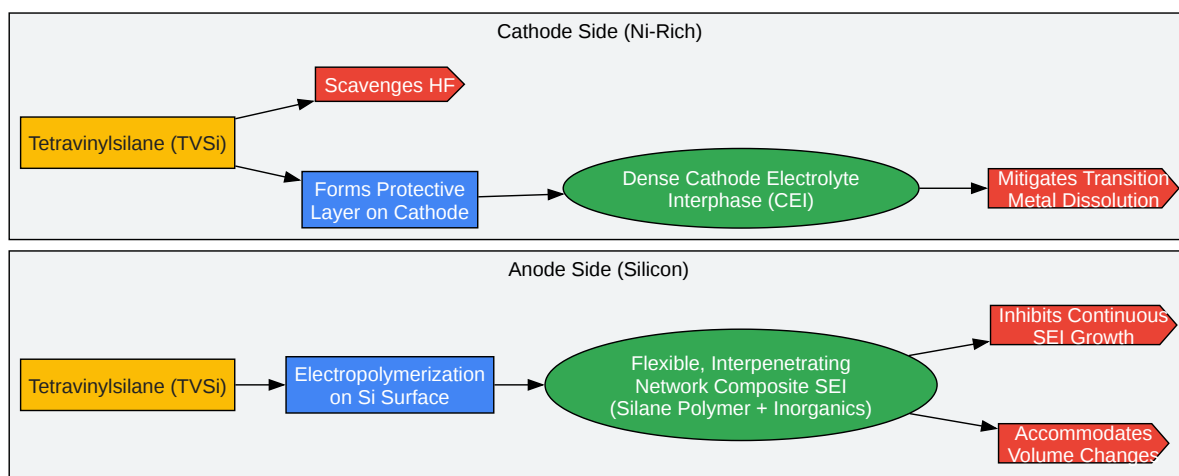 Cathode Side (Ni-Rich)
Scavenges HF
Tetravinylsilane (TVSi)
Forms Protective
Layer on Cathode
Dense Cathode Electrolyte
Interphase (CEI)
Mitigates Transition
Metal Dissolution
Anode Side (Silicon)
Tetravinylsilane (TVSi)
Electropolymerization
on Si Surface
Flexible, Interpenetrating
Network Composite SEI
(Silane Polymer + Inorganics)
Inhibits Continuous
SEI Growth
Accommodates
Volume Changes